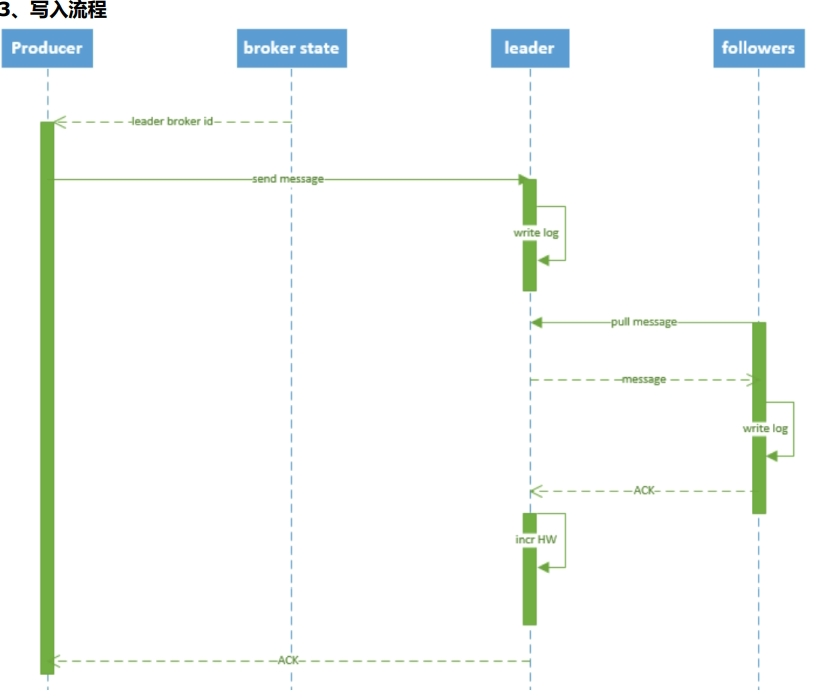 3、写入流程
Producer
broker state
leader
followers
leader broker id
send message
write log
pull message
message
write log
ACK
incr HW
ACK